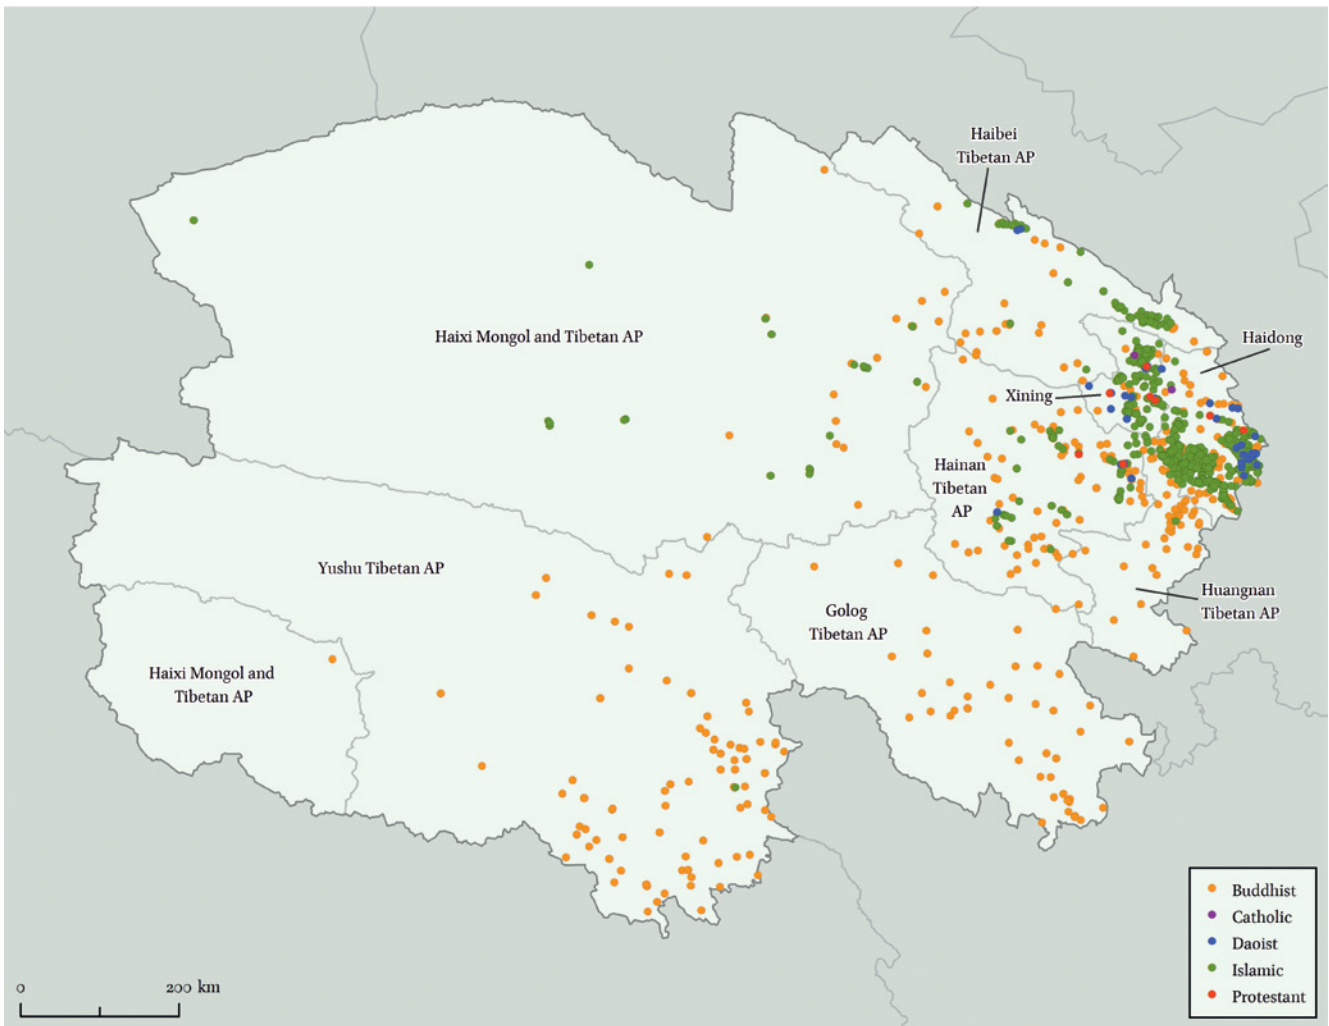 Haibei
Tibetan AP
Haixi Mongol and Tibetan AP
Haidong
Xining
Hainan
Tibetan
AP
Yushu Tibetan AP
Golog
Tibetan AP
Huangnan
Tibetan AP
Haixi Mongol and
Tibetan AP
Buddhist
Catholic
Daoist
Islamic
Protestant
0 200 km